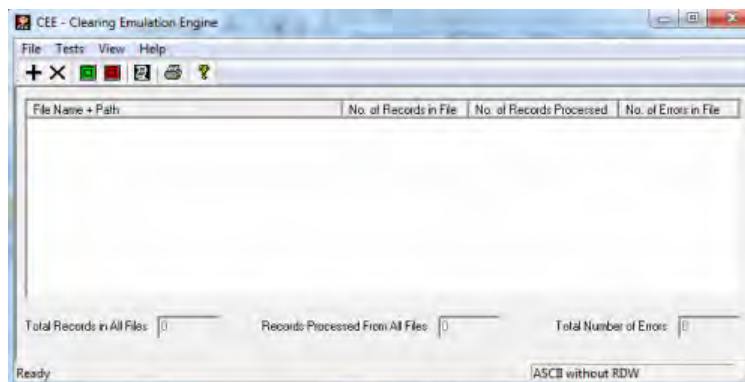 CEE - Clearing Emulation Engine
File Tests View Help
File Name + Path No. of Records in File No. of Records Processed No. of Errors in File
Total Records in All Files 0 Records Processed From All Files 0 Total Number of Errors 0
Ready ASCII without RDW